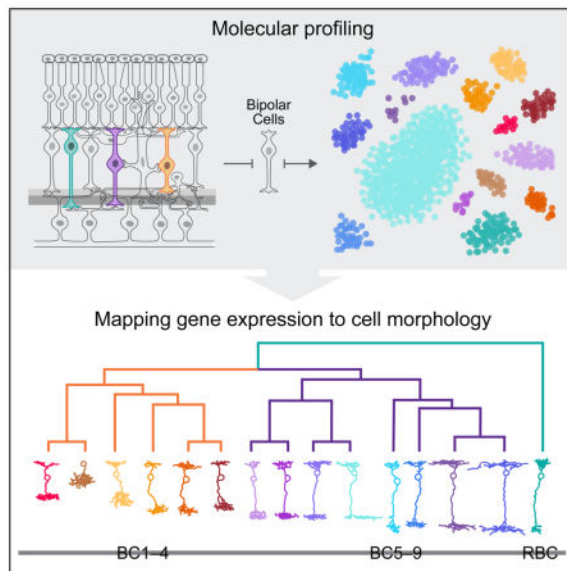 Molecular profiling
Bipolar
Cells
Mapping gene expression to cell morphology
BC1–4
BC5–9
RBC